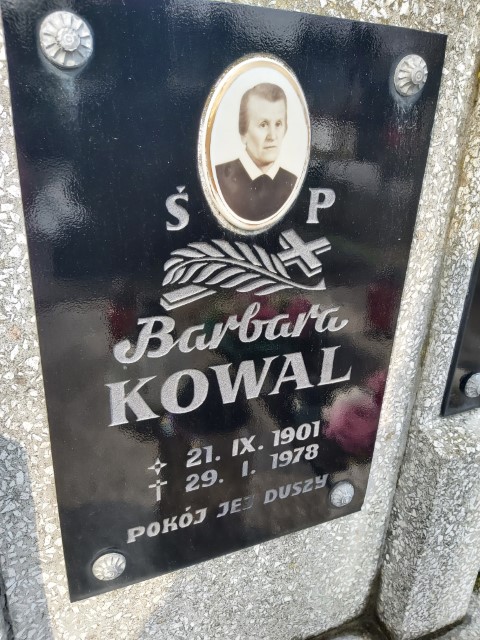 Ś P
Barbara
KOWAL
21. IX. 1901
29. I. 1978
POKÓJ JEJ DUSZY